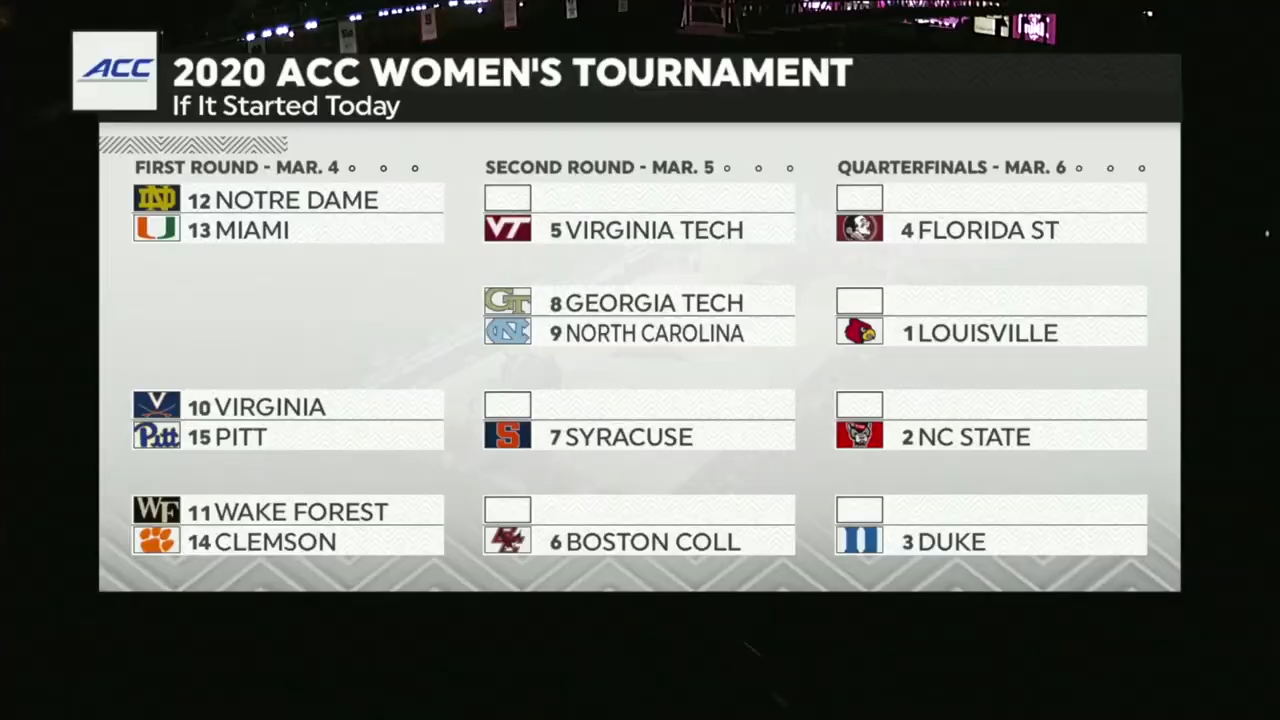 ACC
2020 ACC WOMEN'S TOURNAMENT
If It Started Today
FIRST ROUND - MAR. 4
ND 12 NOTRE DAME
U 13 MIAMI
V 10 VIRGINIA
Pitt 15 PITT
WF 11 WAKE FOREST
14 CLEMSON
SECOND ROUND - MAR. 5
VT 5 VIRGINIA TECH
GT 8 GEORGIA TECH
NC 9 NORTH CAROLINA
S 7 SYRACUSE
BC 6 BOSTON COLL
QUARTERFINALS - MAR. 6
4 FLORIDA ST
1 LOUISVILLE
2 NC STATE
D 3 DUKE